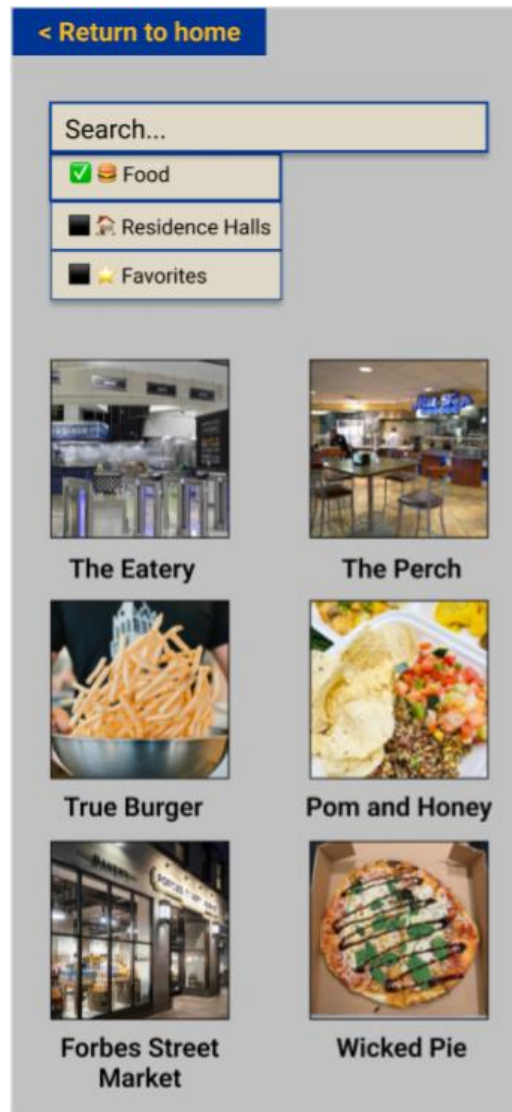 < Return to home
Search...
Food
Residence Halls
Favorites
The Eatery
The Perch
True Burger
Pom and Honey
Forbes Street
Market
Wicked Pie